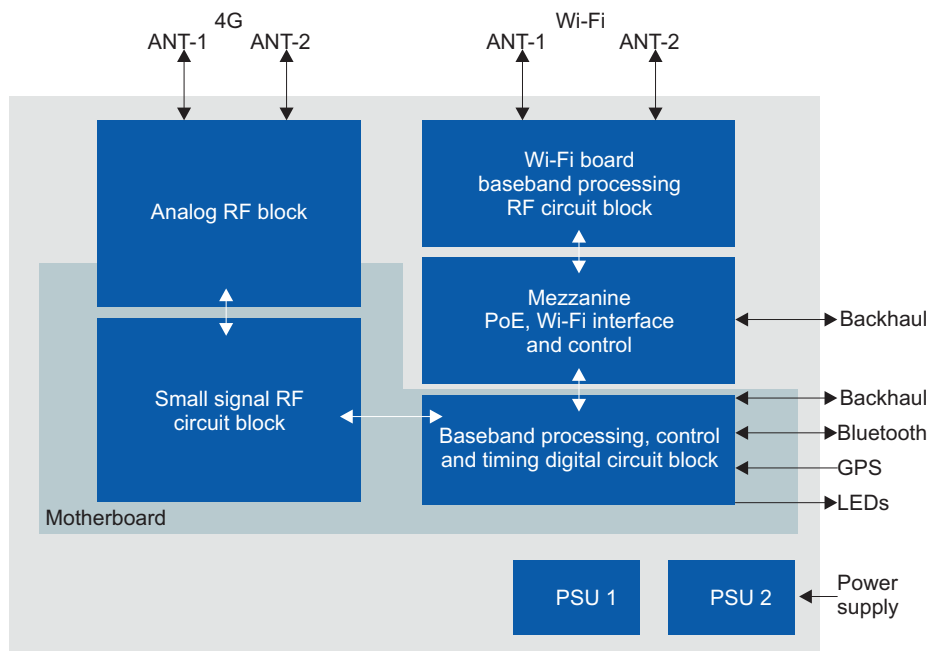 4G
ANT-1 ANT-2
Wi-Fi
ANT-1 ANT-2
Analog RF block
Wi-Fi board
baseband processing
RF circuit block
Mezzanine
PoE, Wi-Fi interface
and control
Backhaul
Small signal RF
circuit block
Baseband processing, control
and timing digital circuit block
Backhaul
Bluetooth
GPS
LEDs
Motherboard
PSU 1
PSU 2
Power
supply